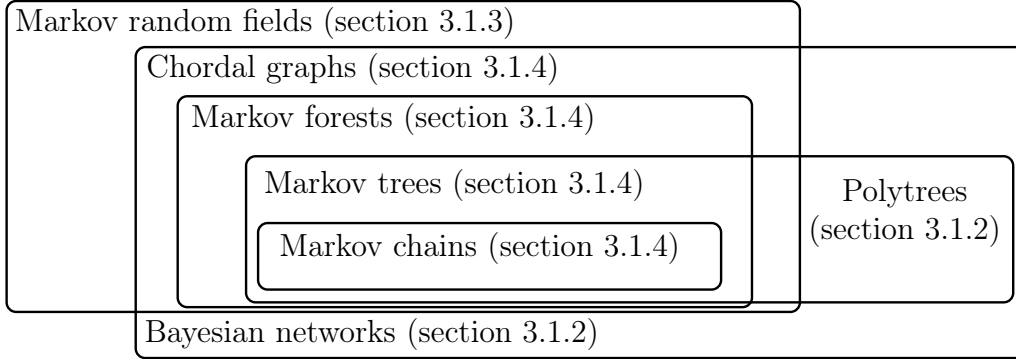 Markov random fields (section 3.1.3)
Chordal graphs (section 3.1.4)
Markov forests (section 3.1.4)
Markov trees (section 3.1.4)
Polytrees
(section 3.1.2)
Markov chains (section 3.1.4)
Bayesian networks (section 3.1.2)